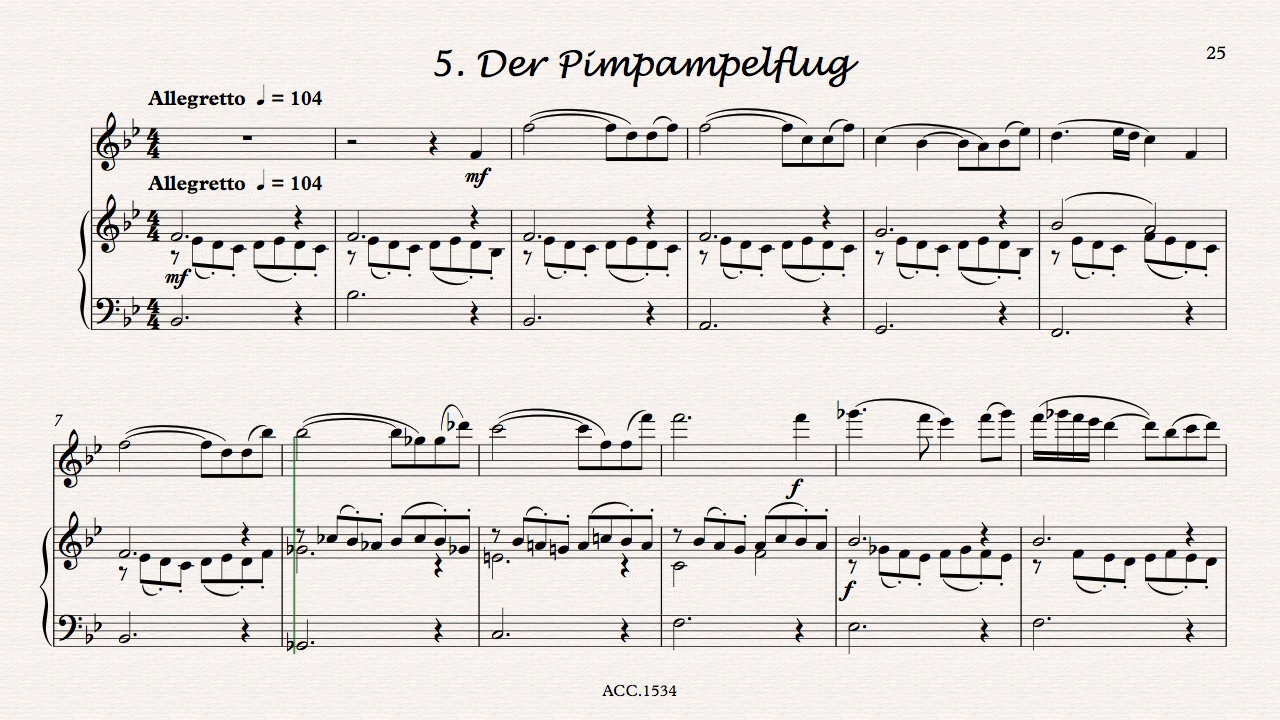 5. Der Pimpampelflug
25
Allegretto ♩ = 104
mf
Allegretto ♩ = 104
mf
7
f
f
ACC.1534